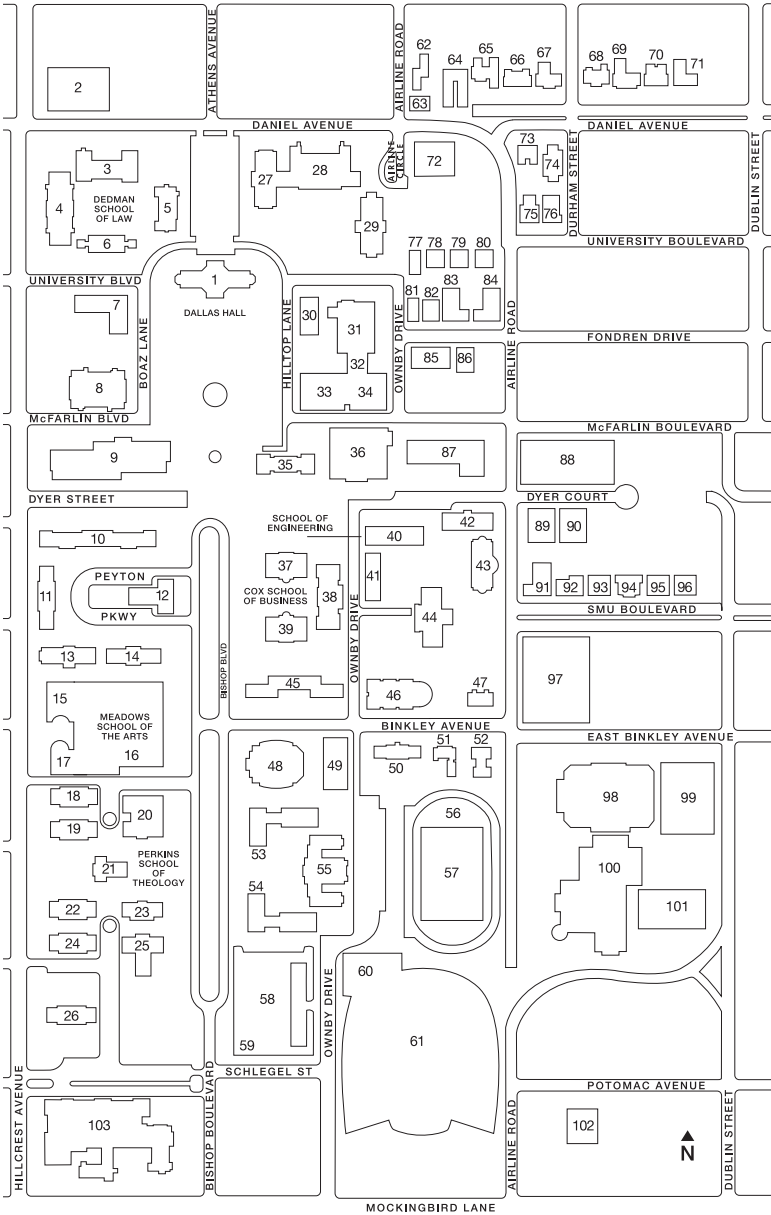 ATHENS AVENUE
AIRLINE ROAD
62
64
65
66
67
68
69
70
71
2
63
DANIEL AVENUE
DANIEL AVENUE
AIRLINE CIRCLE
DURHAM STREET
DUBLIN STREET
3
27
28
72
73
74
4
DEDMAN
SCHOOL
OF LAW
5
29
75
76
6
UNIVERSITY BOULEVARD
77
78
79
80
UNIVERSITY BLVD
1
DALLAS HALL
81
82
83
84
7
30
31
BOAZ LANE
HILLTOP LANE
OWNBY DRIVE
AIRLINE ROAD
FONDREN DRIVE
32
85
86
8
33
34
McFARLIN BLVD
McFARLIN BOULEVARD
9
35
36
87
88
DYER STREET
DYER COURT
SCHOOL OF
ENGINEERING
42
89
90
10
40
37
41
43
PEYTON
PKWY
11
12
COX SCHOOL
OF BUSINESS
38
91
92
93
94
95
96
39
44
SMU BOULEVARD
OWNBY DRIVE
BISHOP BLVD
13
14
97
45
46
47
15
MEADOWS
SCHOOL OF
THE ARTS
BINKLEY AVENUE
EAST BINKLEY AVENUE
16
17
48
49
50
51
52
18
98
99
20
56
19
53
57
PERKINS
SCHOOL
OF
THEOLOGY
21
55
100
54
22
23
101
24
25
60
58
26
59
OWNBY DRIVE
61
SCHLEGEL ST
POTOMAC AVENUE
HILLCREST AVENUE
103
BISHOP BOULEVARD
AIRLINE ROAD
102
N
DUBLIN STREET
MOCKINGBIRD LANE